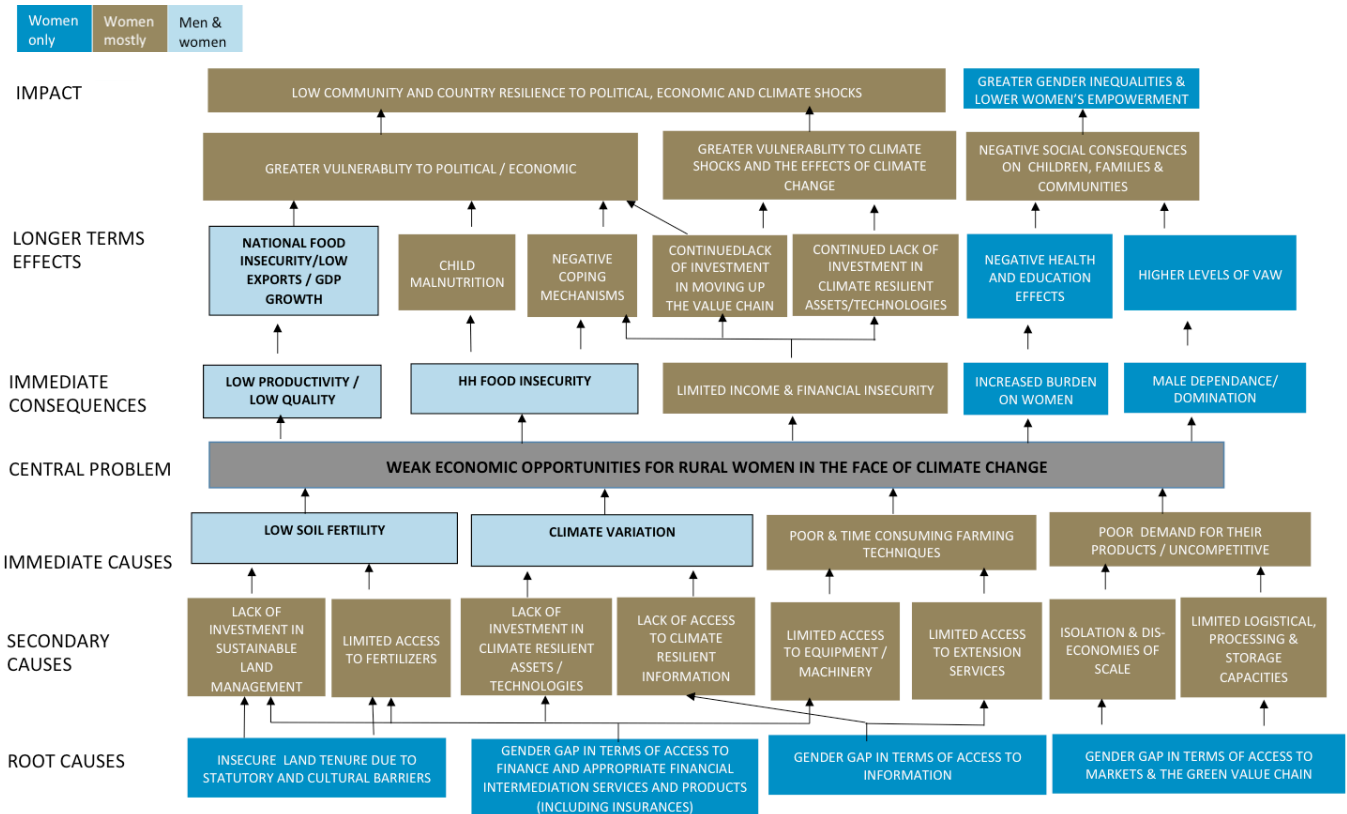 Women
only
Women
mostly
Men &
women
IMPACT
LOW COMMUNITY AND COUNTRY RESILIENCE TO POLITICAL, ECONOMIC AND CLIMATE SHOCKS
GREATER GENDER INEQUALITIES &
LOWER WOMEN'S EMPOWERMENT
GREATER VULNERABLITY TO POLITICAL / ECONOMIC
GREATER VULNERABLITY TO CLIMATE
SHOCKS AND THE EFFECTS OF CLIMATE
CHANGE
NEGATIVE SOCIAL CONSEQUENCES
ON CHILDREN, FAMILIES &
COMMUNITIES
LONGER TERMS
EFFECTS
NATIONAL FOOD
INSECURITY/LOW
EXPORTS / GDP
GROWTH
CHILD
MALNUTRITION
NEGATIVE
COPING
MECHANISMS
CONTINUEDLACK
OF INVESTMENT
IN MOVING UP
THE VALUE CHAIN
CONTINUED LACK OF
INVESTMENT IN
CLIMATE RESILIENT
ASSETS/TECHNOLOGIES
NEGATIVE HEALTH
AND EDUCATION
EFFECTS
HIGHER LEVELS OF VAW
IMMEDIATE
CONSEQUENCES
LOW PRODUCTIVITY /
LOW QUALITY
HH FOOD INSECURITY
LIMITED INCOME & FINANCIAL INSECURITY
INCREASED BURDEN
ON WOMEN
MALE DEPENDANCE/
DOMINATION
CENTRAL PROBLEM
WEAK ECONOMIC OPPORTUNITIES FOR RURAL WOMEN IN THE FACE OF CLIMATE CHANGE
IMMEDIATE CAUSES
LOW SOIL FERTILITY
CLIMATE VARIATION
POOR & TIME CONSUMING FARMING
TECHNIQUES
POOR DEMAND FOR THEIR
PRODUCTS / UNCOMPETITIVE
SECONDARY
CAUSES
LACK OF
INVESTMENT IN
SUSTAINABLE
LAND
MANAGEMENT
LIMITED ACCESS
TO FERTILIZERS
LACK OF
INVESTMENT IN
CLIMATE RESILIENT
ASSETS /
TECHNOLOGIES
LACK OF ACCESS
TO CLIMATE
RESILIENT
INFORMATION
LIMITED ACCESS
TO EQUIPMENT /
MACHINERY
LIMITED ACCESS
TO EXTENSION
SERVICES
ISOLATION & DIS-
ECONOMIES OF
SCALE
LIMITED LOGISTICAL,
PROCESSING &
STORAGE
CAPACITIES
ROOT CAUSES
INSECURE LAND TENURE DUE TO
STATUTORY AND CULTURAL BARRIERS
GENDER GAP IN TERMS OF ACCESS TO
FINANCE AND APPROPRIATE FINANCIAL
INTERMEDIATION SERVICES AND PRODUCTS
(INCLUDING INSURANCES)
GENDER GAP IN TERMS OF ACCESS TO
INFORMATION
GENDER GAP IN TERMS OF ACCESS TO
MARKETS & THE GREEN VALUE CHAIN